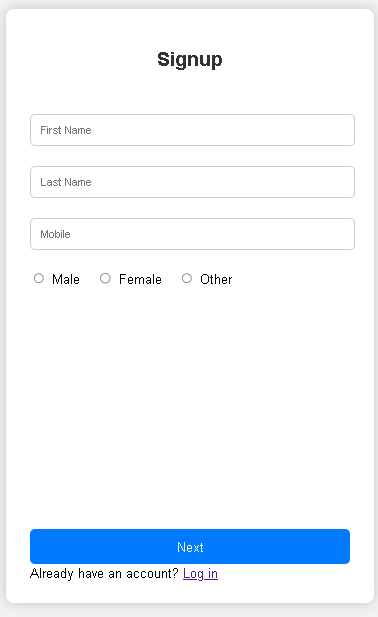 Signup
First Name
Last Name
Mobile
Male Female Other
Next
Already have an account? Log in